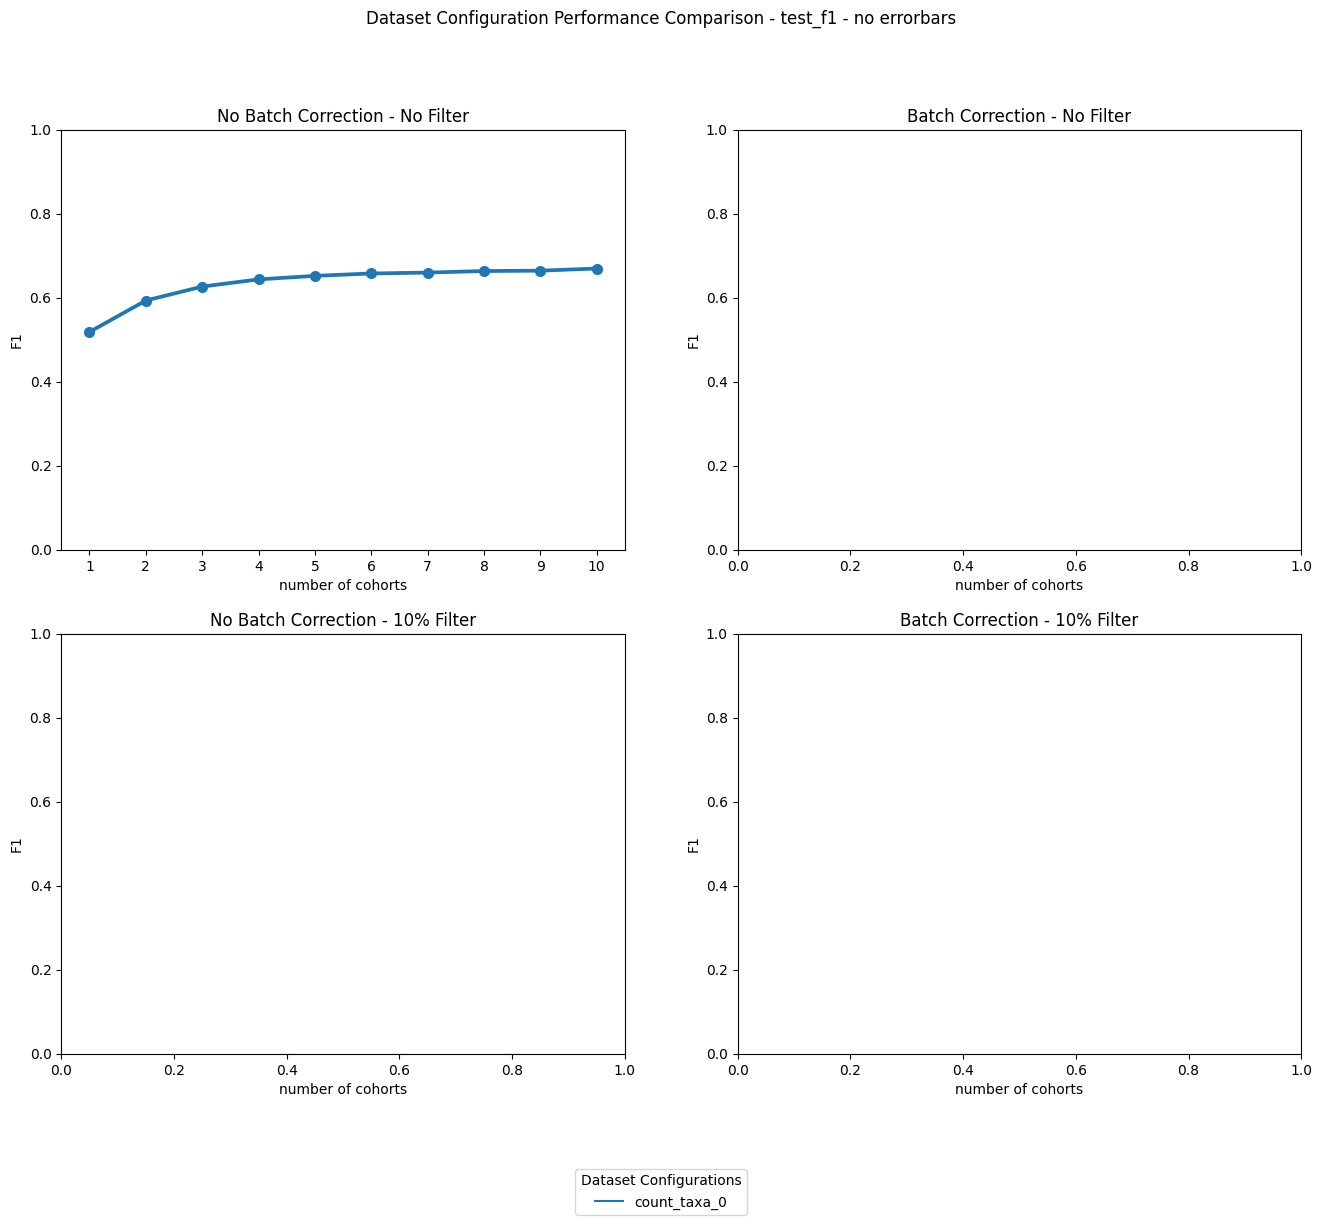 Dataset Configuration Performance Comparison - test_f1 - no errorbars
No Batch Correction - No Filter
1.0
0.8
0.6
0.4
0.2
0.0
F1
1 2 3 4 5 6 7 8 9 10
number of cohorts
Batch Correction - No Filter
1.0
0.8
0.6
0.4
0.2
0.0
F1
0.0 0.2 0.4 0.6 0.8 1.0
number of cohorts
No Batch Correction - 10% Filter
1.0
0.8
0.6
0.4
0.2
0.0
F1
0.0 0.2 0.4 0.6 0.8 1.0
number of cohorts
Batch Correction - 10% Filter
1.0
0.8
0.6
0.4
0.2
0.0
F1
0.0 0.2 0.4 0.6 0.8 1.0
number of cohorts
Dataset Configurations
count_taxa_0